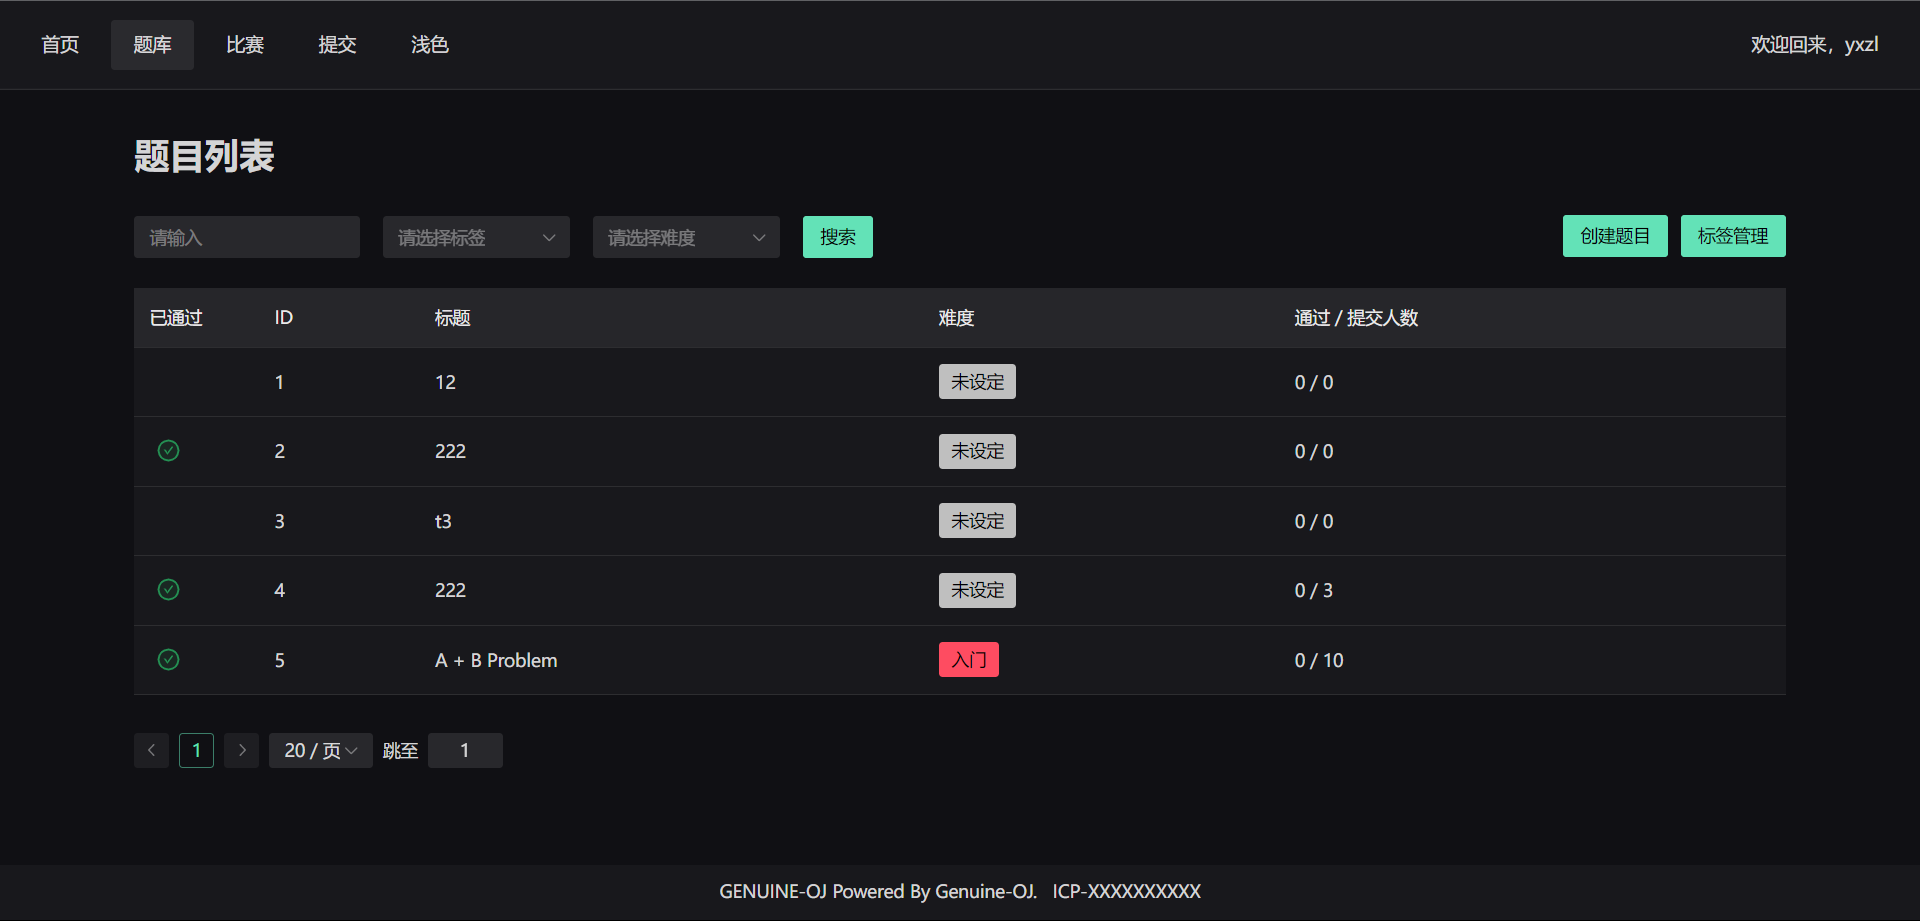 首页 题库 比赛 提交 浅色 欢迎回来，yxzl
题目列表
请输入 请选择标签 请选择难度 搜索 创建题目 标签管理
已通过 ID 标题 难度 通过 / 提交人数
1 12 未设定 0 / 0
2 222 未设定 0 / 0
3 t3 未设定 0 / 0
4 222 未设定 0 / 3
5 A + B Problem 入门 0 / 10
1 20 / 页 跳至 1
GENUINE-OJ Powered By Genuine-OJ. ICP-XXXXXXXXXX